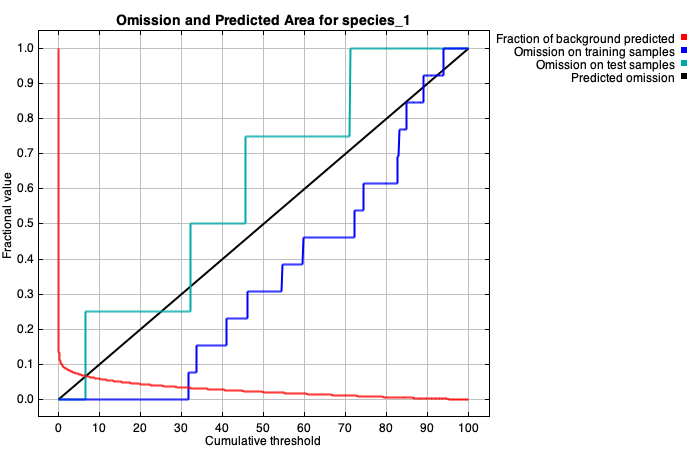 Omission and Predicted Area for species_1
Fraction of background predicted
Omission on training samples
Omission on test samples
Predicted omission
Fractional value
1.0
0.9
0.8
0.7
0.6
0.5
0.4
0.3
0.2
0.1
0.0
0 10 20 30 40 50 60 70 80 90 100
Cumulative threshold